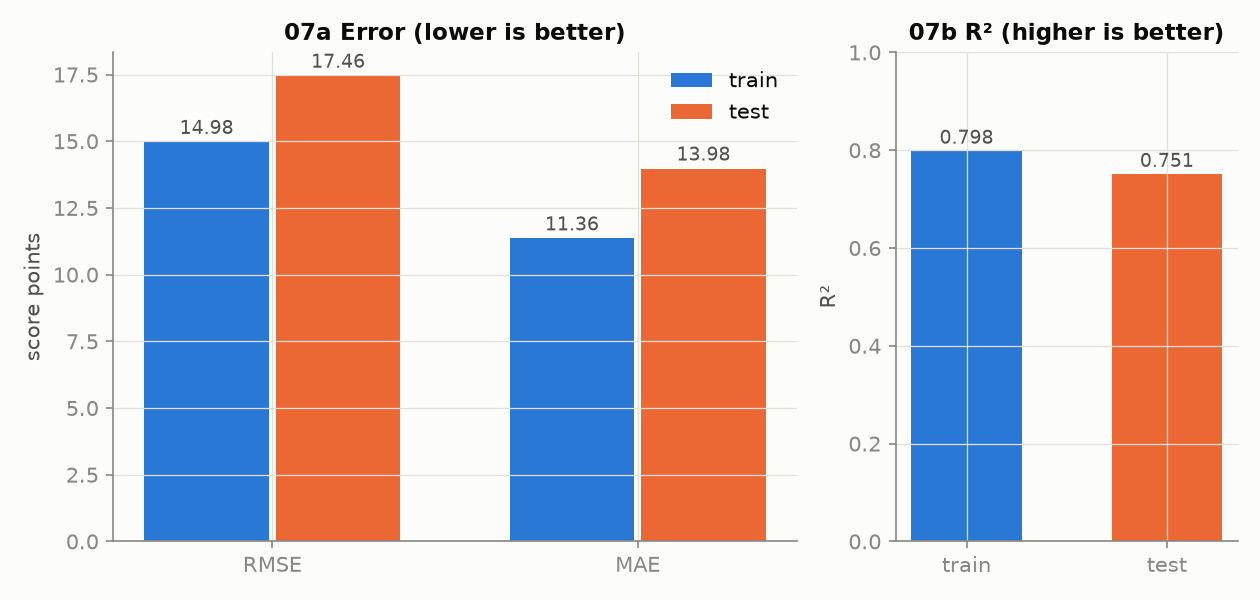 07a Error (lower is better)
score points
17.5
15.0
12.5
10.0
7.5
5.0
2.5
0.0
14.98
17.46
11.36
13.98
train
test
RMSE
MAE
07b R² (higher is better)
R²
1.0
0.8
0.6
0.4
0.2
0.0
0.798
0.751
train
test